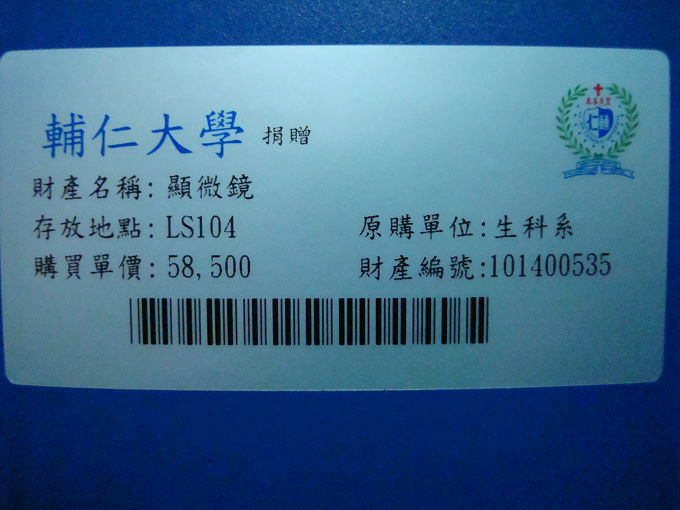 輔仁大學 捐贈
財產名稱: 顯微鏡
存放地點: LS104 原購單位: 生科系
購買單價: 58,500 財產編號:101400535